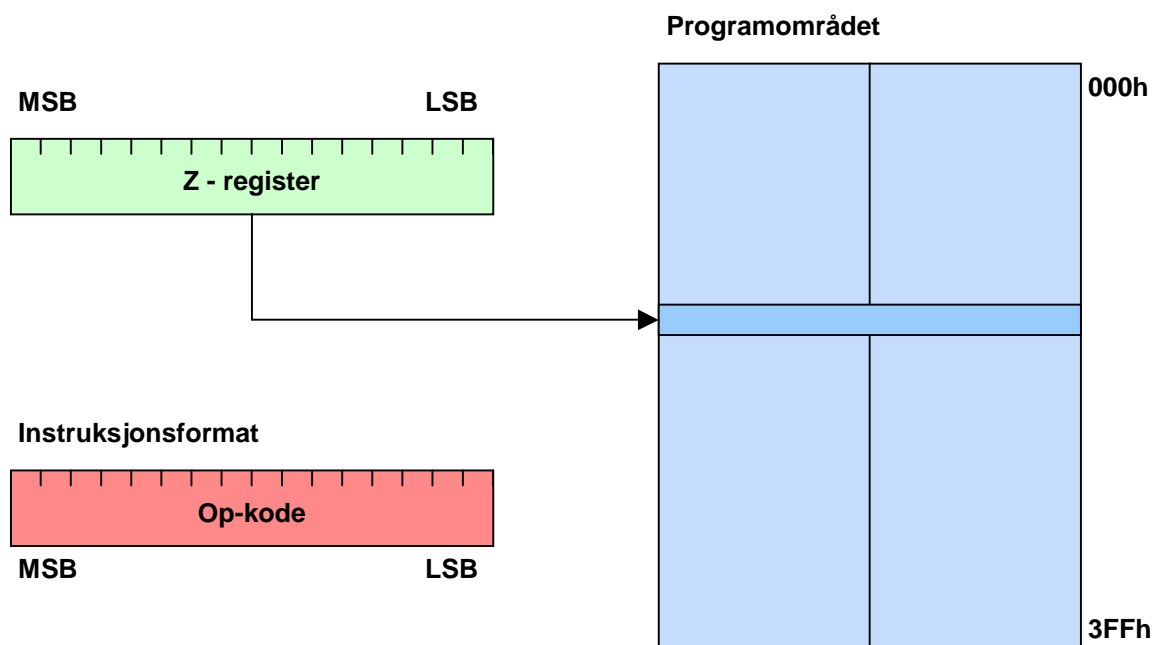 Programområdet
000h
MSB LSB
Z - register
Instruksjonsformat
Op-kode
MSB LSB
3FFh